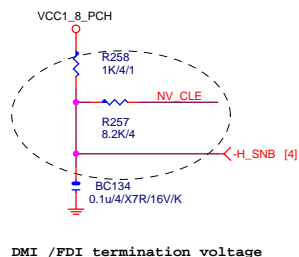 VCC1_8_PCH
R258
1K/4/1
NV_CLE
R257
8.2K/4
-H_SNB [4]
BC134
0.1u/4/X7R/16V/K
DMI /FDI termination voltage